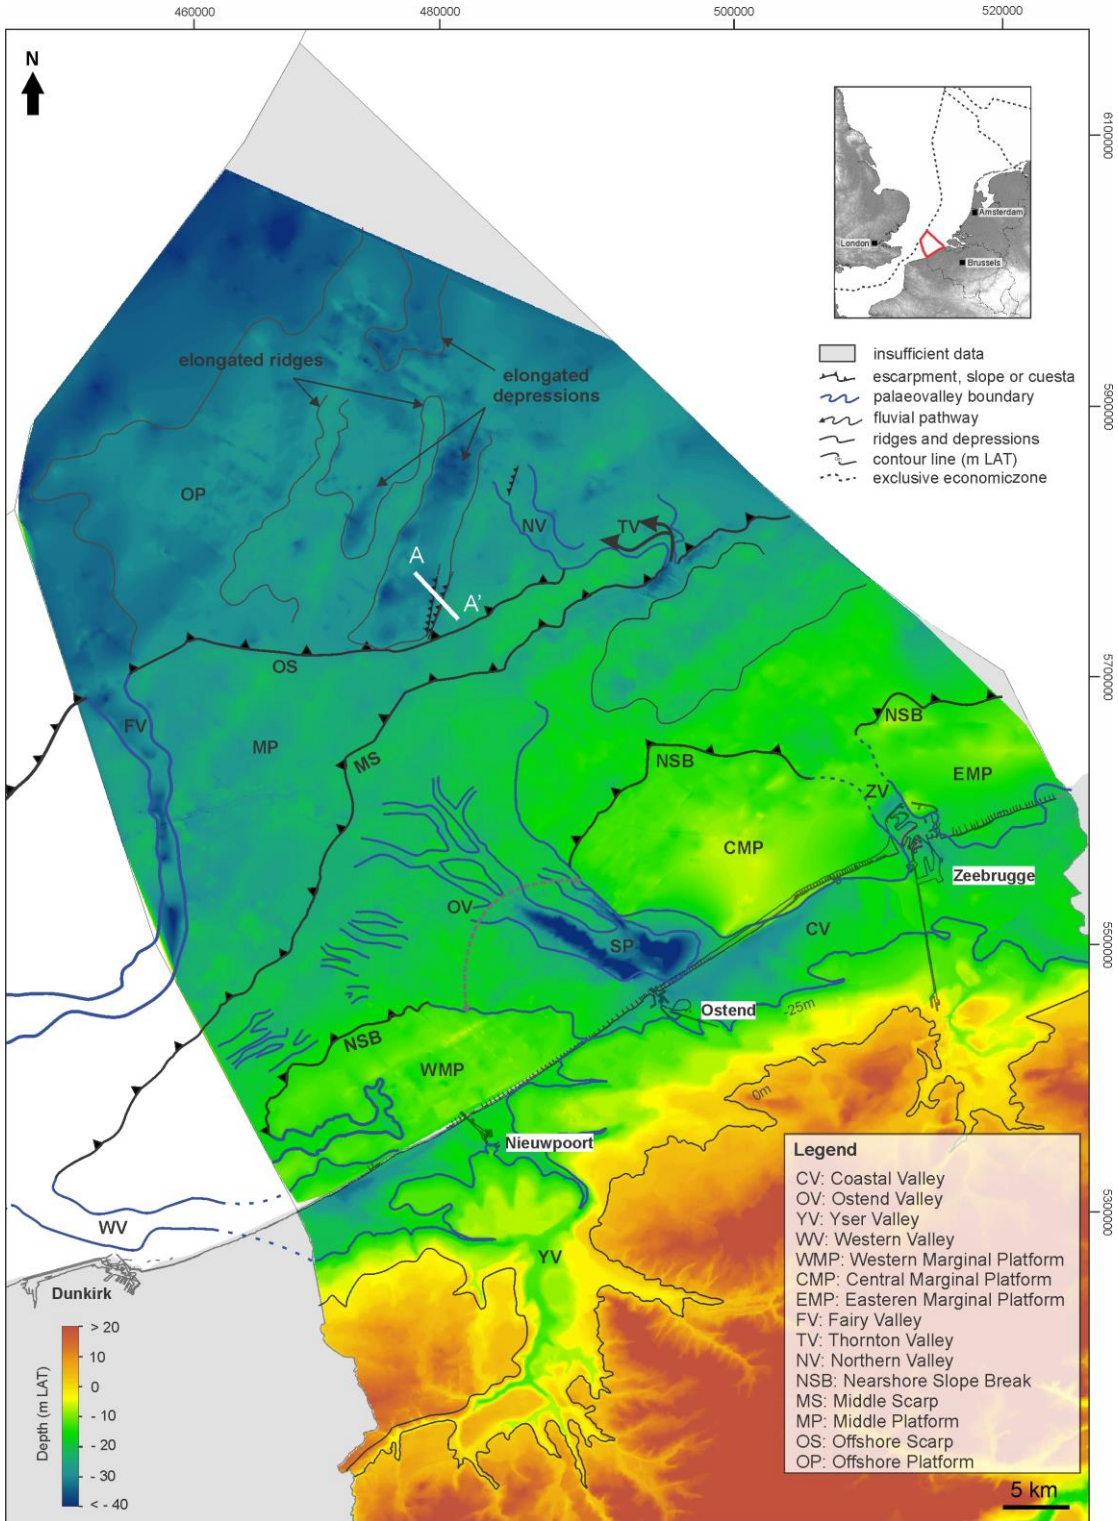 460000
480000
500000
520000
N
6100000
Amsterdam
London
Brussels
insufficient data
escarpment, slope or cuesta
palaeovalley boundary
fluvial pathway
ridges and depressions
contour line (m LAT)
exclusive economiczone
elongated ridges
elongated
depressions
5900000
OP
NV
TV
A
A'
OS
5700000
FV
MP
MS
NSB
NSB
EMP
ZV
CMP
Zeebrugge
OV
SP
CV
5500000
Ostend
-25m
NSB
WMP
0m
Nieuwpoort
WV
YV
5300000
Dunkirk
Legend
CV: Coastal Valley
OV: Ostend Valley
YV: Yser Valley
WV: Western Valley
WMP: Western Marginal Platform
CMP: Central Marginal Platform
EMP: Easteren Marginal Platform
FV: Fairy Valley
TV: Thornton Valley
NV: Northern Valley
NSB: Nearshore Slope Break
MS: Middle Scarp
MP: Middle Platform
OS: Offshore Scarp
OP: Offshore Platform
Depth (m LAT)
> 20
10
0
- 10
- 20
- 30
< - 40
5 km